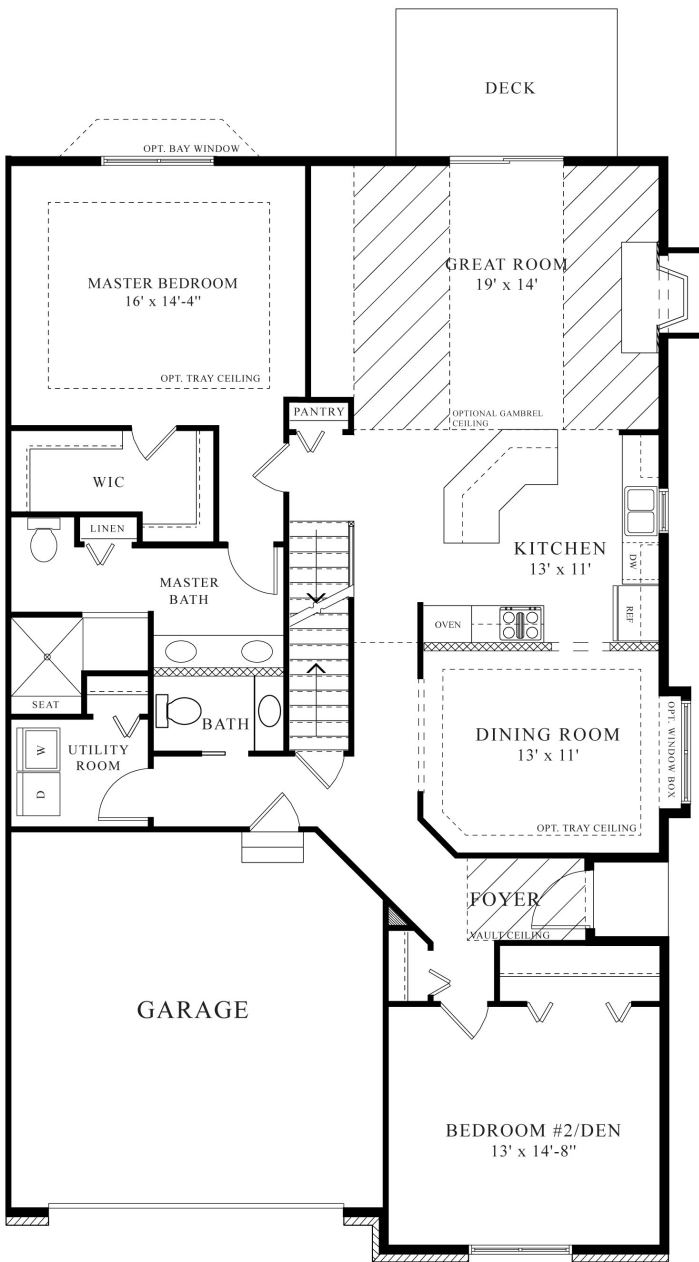 DECK
OPT. BAY WINDOW
MASTER BEDROOM
16' x 14'-4"
OPT. TRAY CEILING
GREAT ROOM
19' x 14'
PANTRY
OPTIONAL GAMBREL
CEILING
WIC
LINEN
MASTER
BATH
KITCHEN
13' x 11'
DW
REF
OVEN
SEAT
BATH
W
D
UTILITY
ROOM
DINING ROOM
13' x 11'
OPT. WINDOW BOX
OPT. TRAY CEILING
FOYER
VAULT CEILING
GARAGE
BEDROOM #2/DEN
13' x 14'-8"